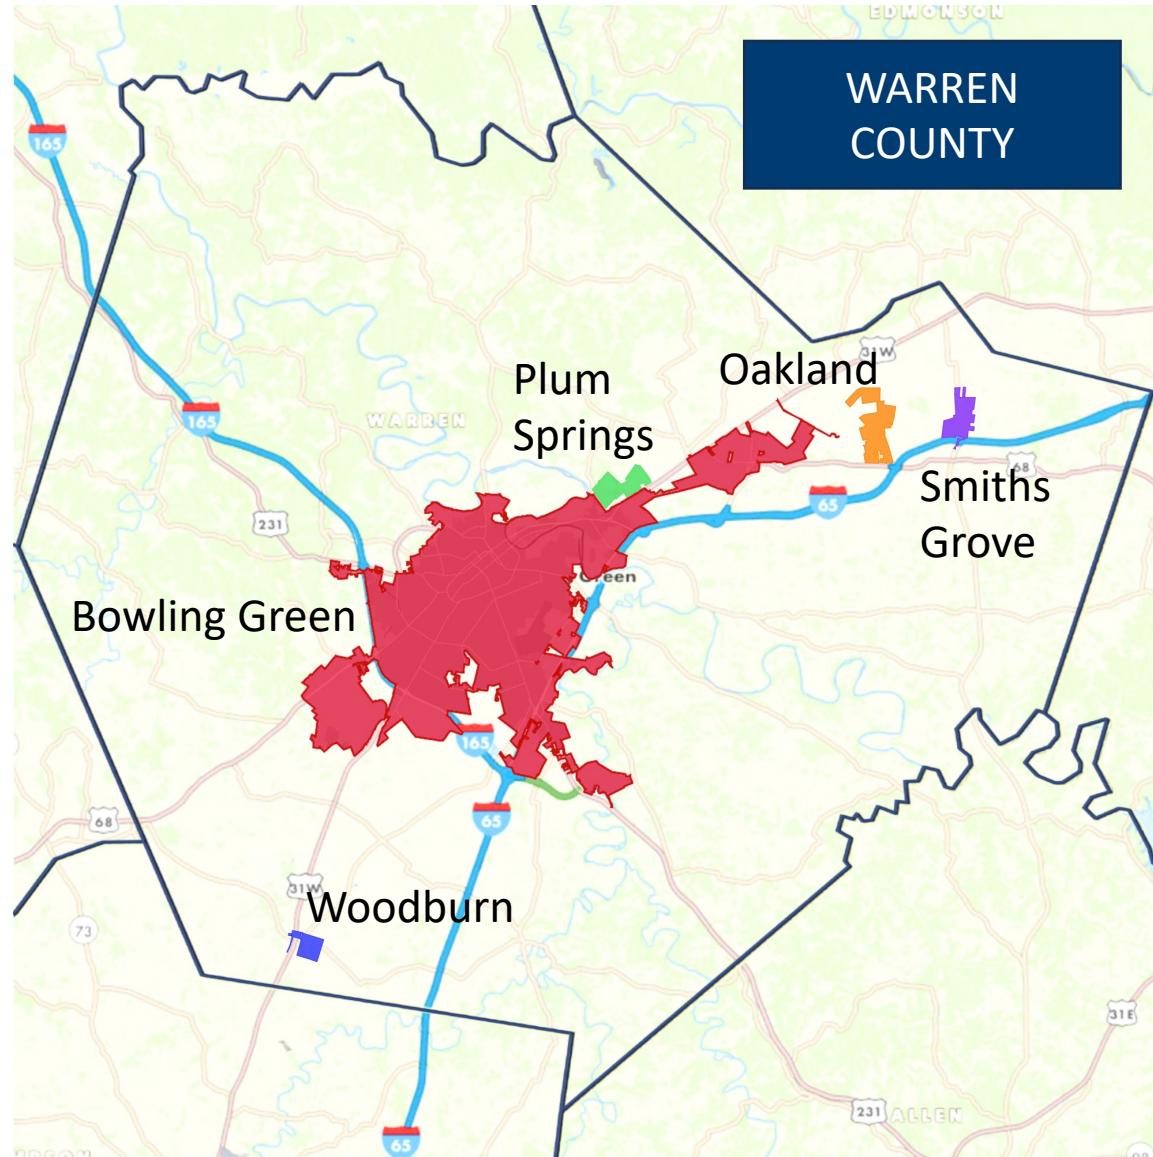 EDMONSON
WARREN
COUNTY
165
31W
Oakland
Plum
Springs
165
WARREN
68
Smiths
Grove
65
231
Green
Bowling Green
165
65
68
31W
Woodburn
73
31E
231
ALLEN
65